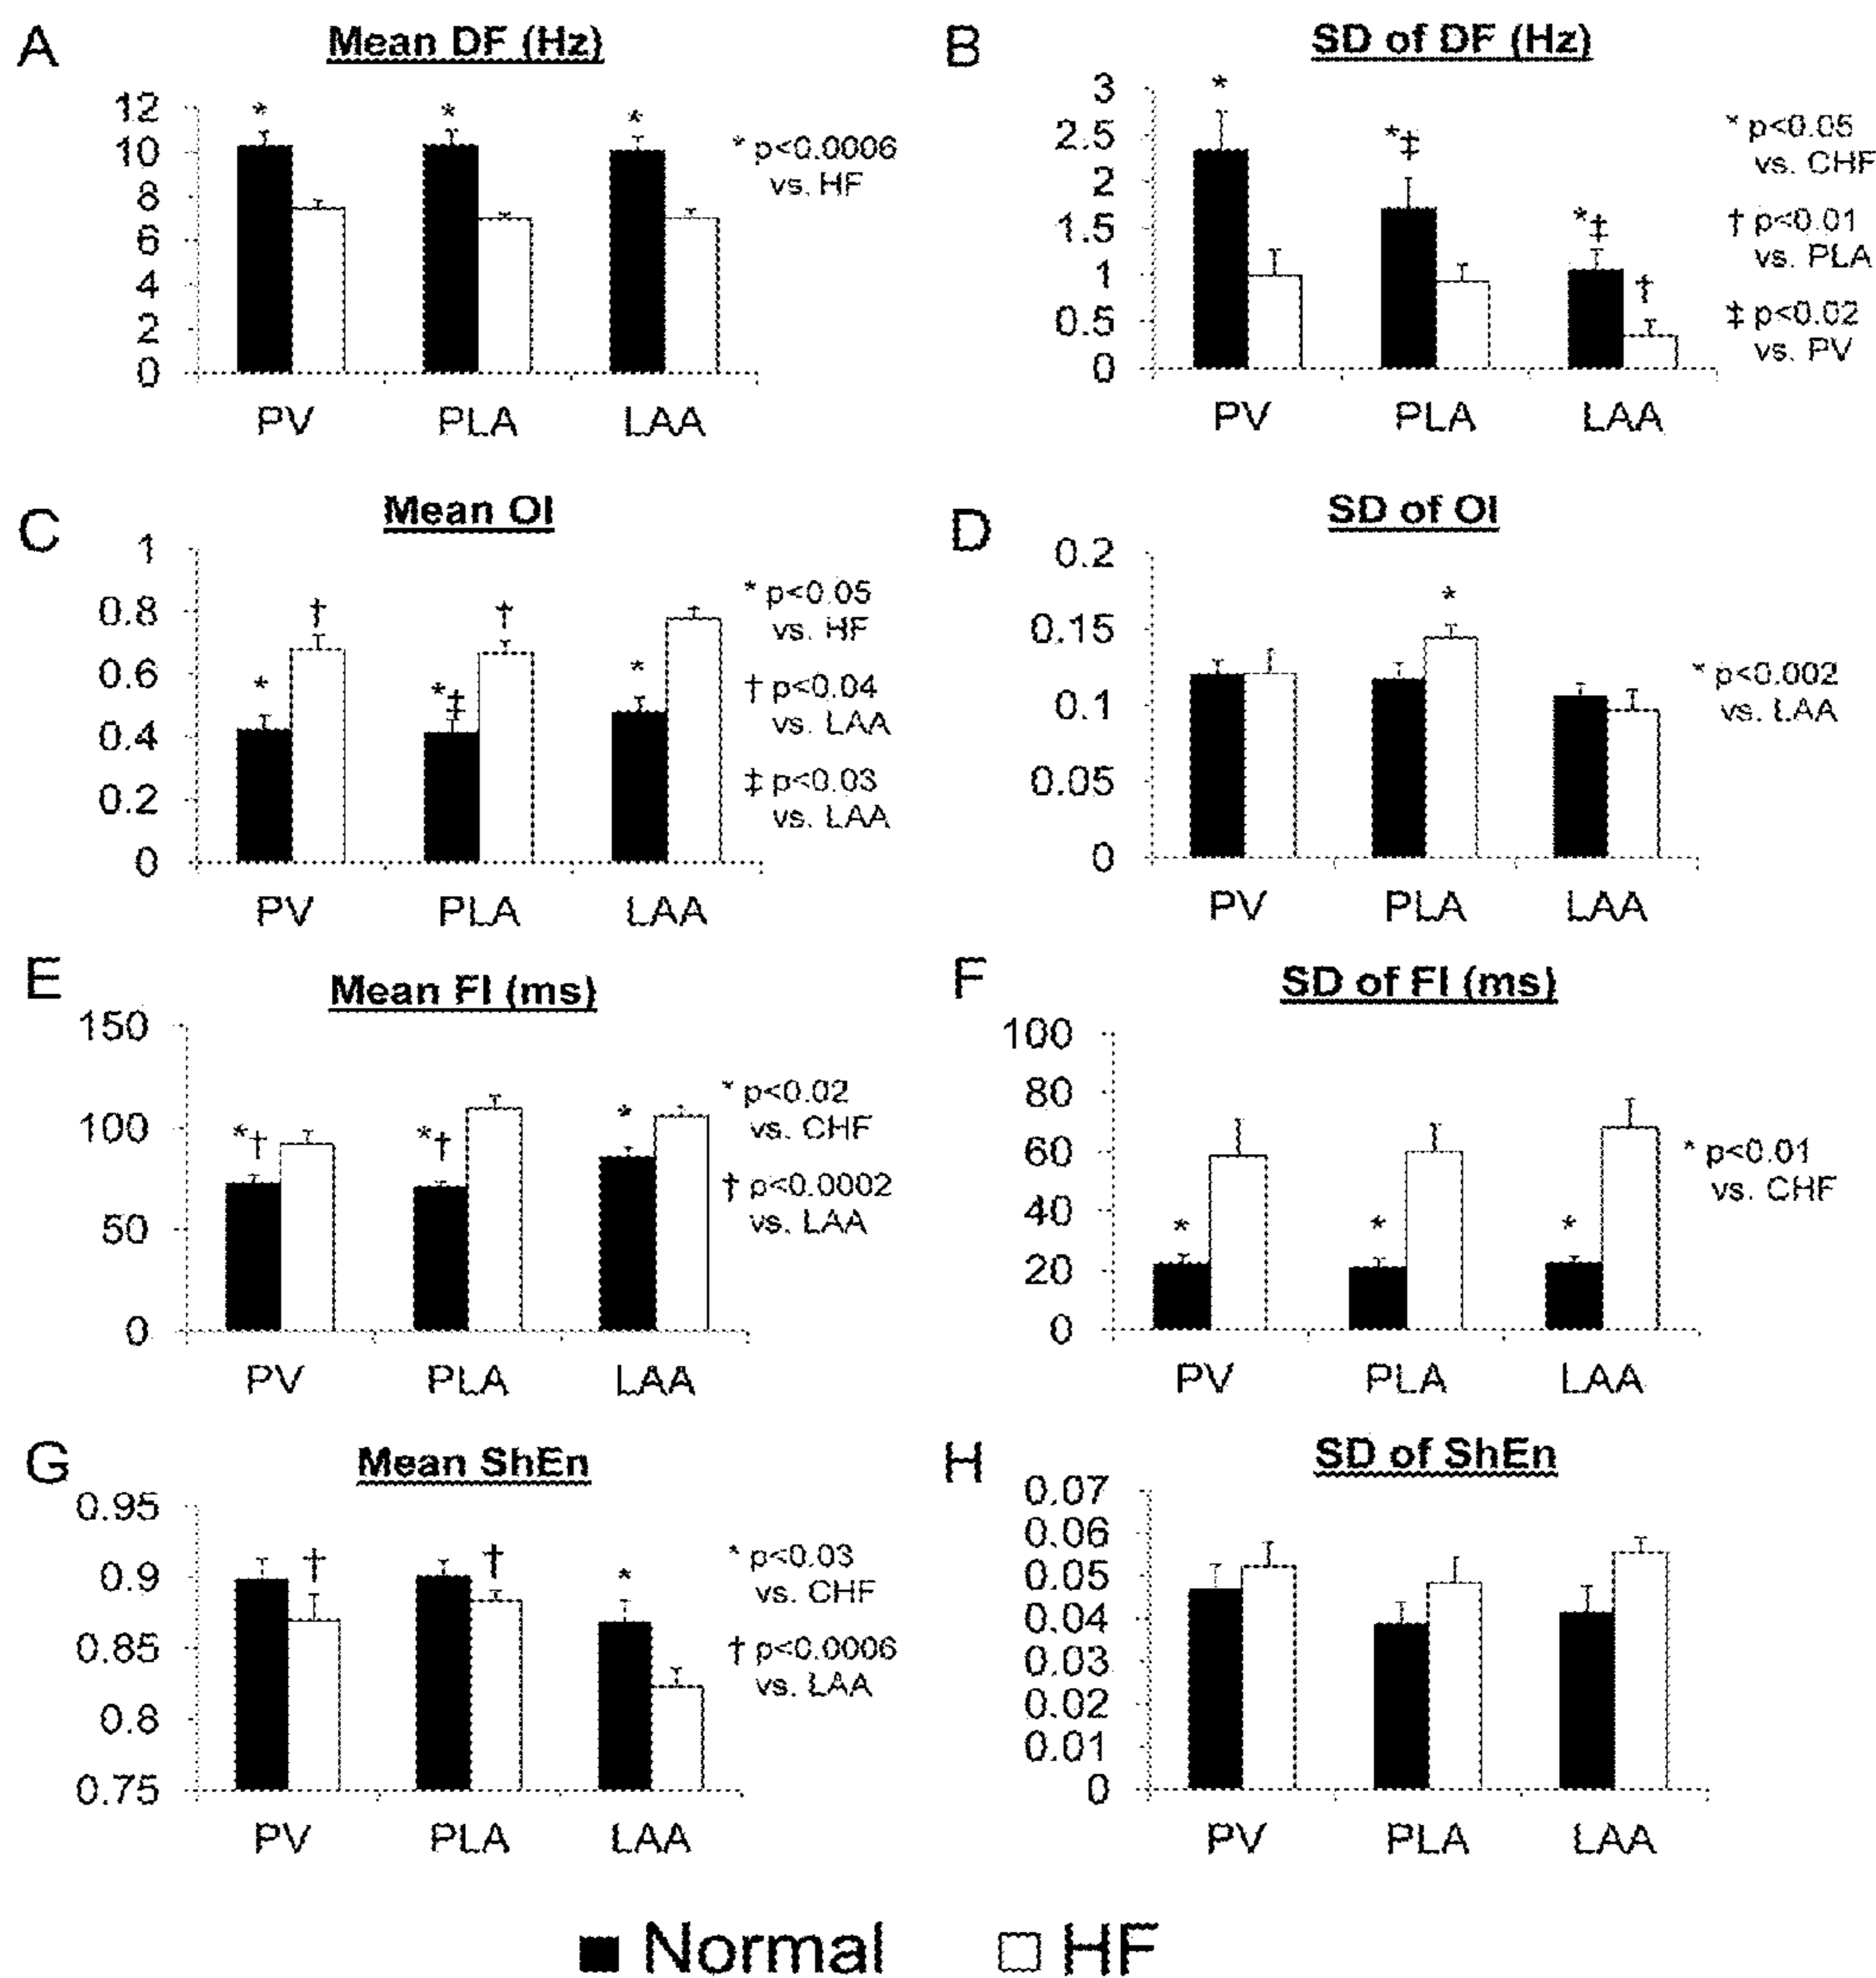 A
Mean DF (Hz)
12
10
8
6
4
2
0
*
*
*
* p<0.0006
vs. HF
PV
PLA
LAA
B
SD of DF (Hz)
3
2.5
2
1.5
1
0.5
0
*
*‡
*‡
†
* p<0.05
vs. CHF
† p<0.01
vs. PLA
‡ p<0.02
vs. PV
PV
PLA
LAA
C
Mean OI
1
0.8
0.6
0.4
0.2
0
*
†
*‡
†
*
* p<0.05
vs. HF
† p<0.04
vs. LAA
‡ p<0.03
vs. LAA
PV
PLA
LAA
D
SD of OI
0.2
0.15
0.1
0.05
0
*
* p<0.002
vs. LAA
PV
PLA
LAA
E
Mean FI (ms)
150
100
50
0
*†
*†
*
* p<0.02
vs. CHF
† p<0.0002
vs. LAA
PV
PLA
LAA
F
SD of FI (ms)
100
80
60
40
20
0
*
*
*
* p<0.01
vs. CHF
PV
PLA
LAA
G
Mean ShEn
0.95
0.9
0.85
0.8
0.75
†
†
*
* p<0.03
vs. CHF
† p<0.0006
vs. LAA
PV
PLA
LAA
H
SD of ShEn
0.07
0.06
0.05
0.04
0.03
0.02
0.01
0
PV
PLA
LAA
Normal
HF